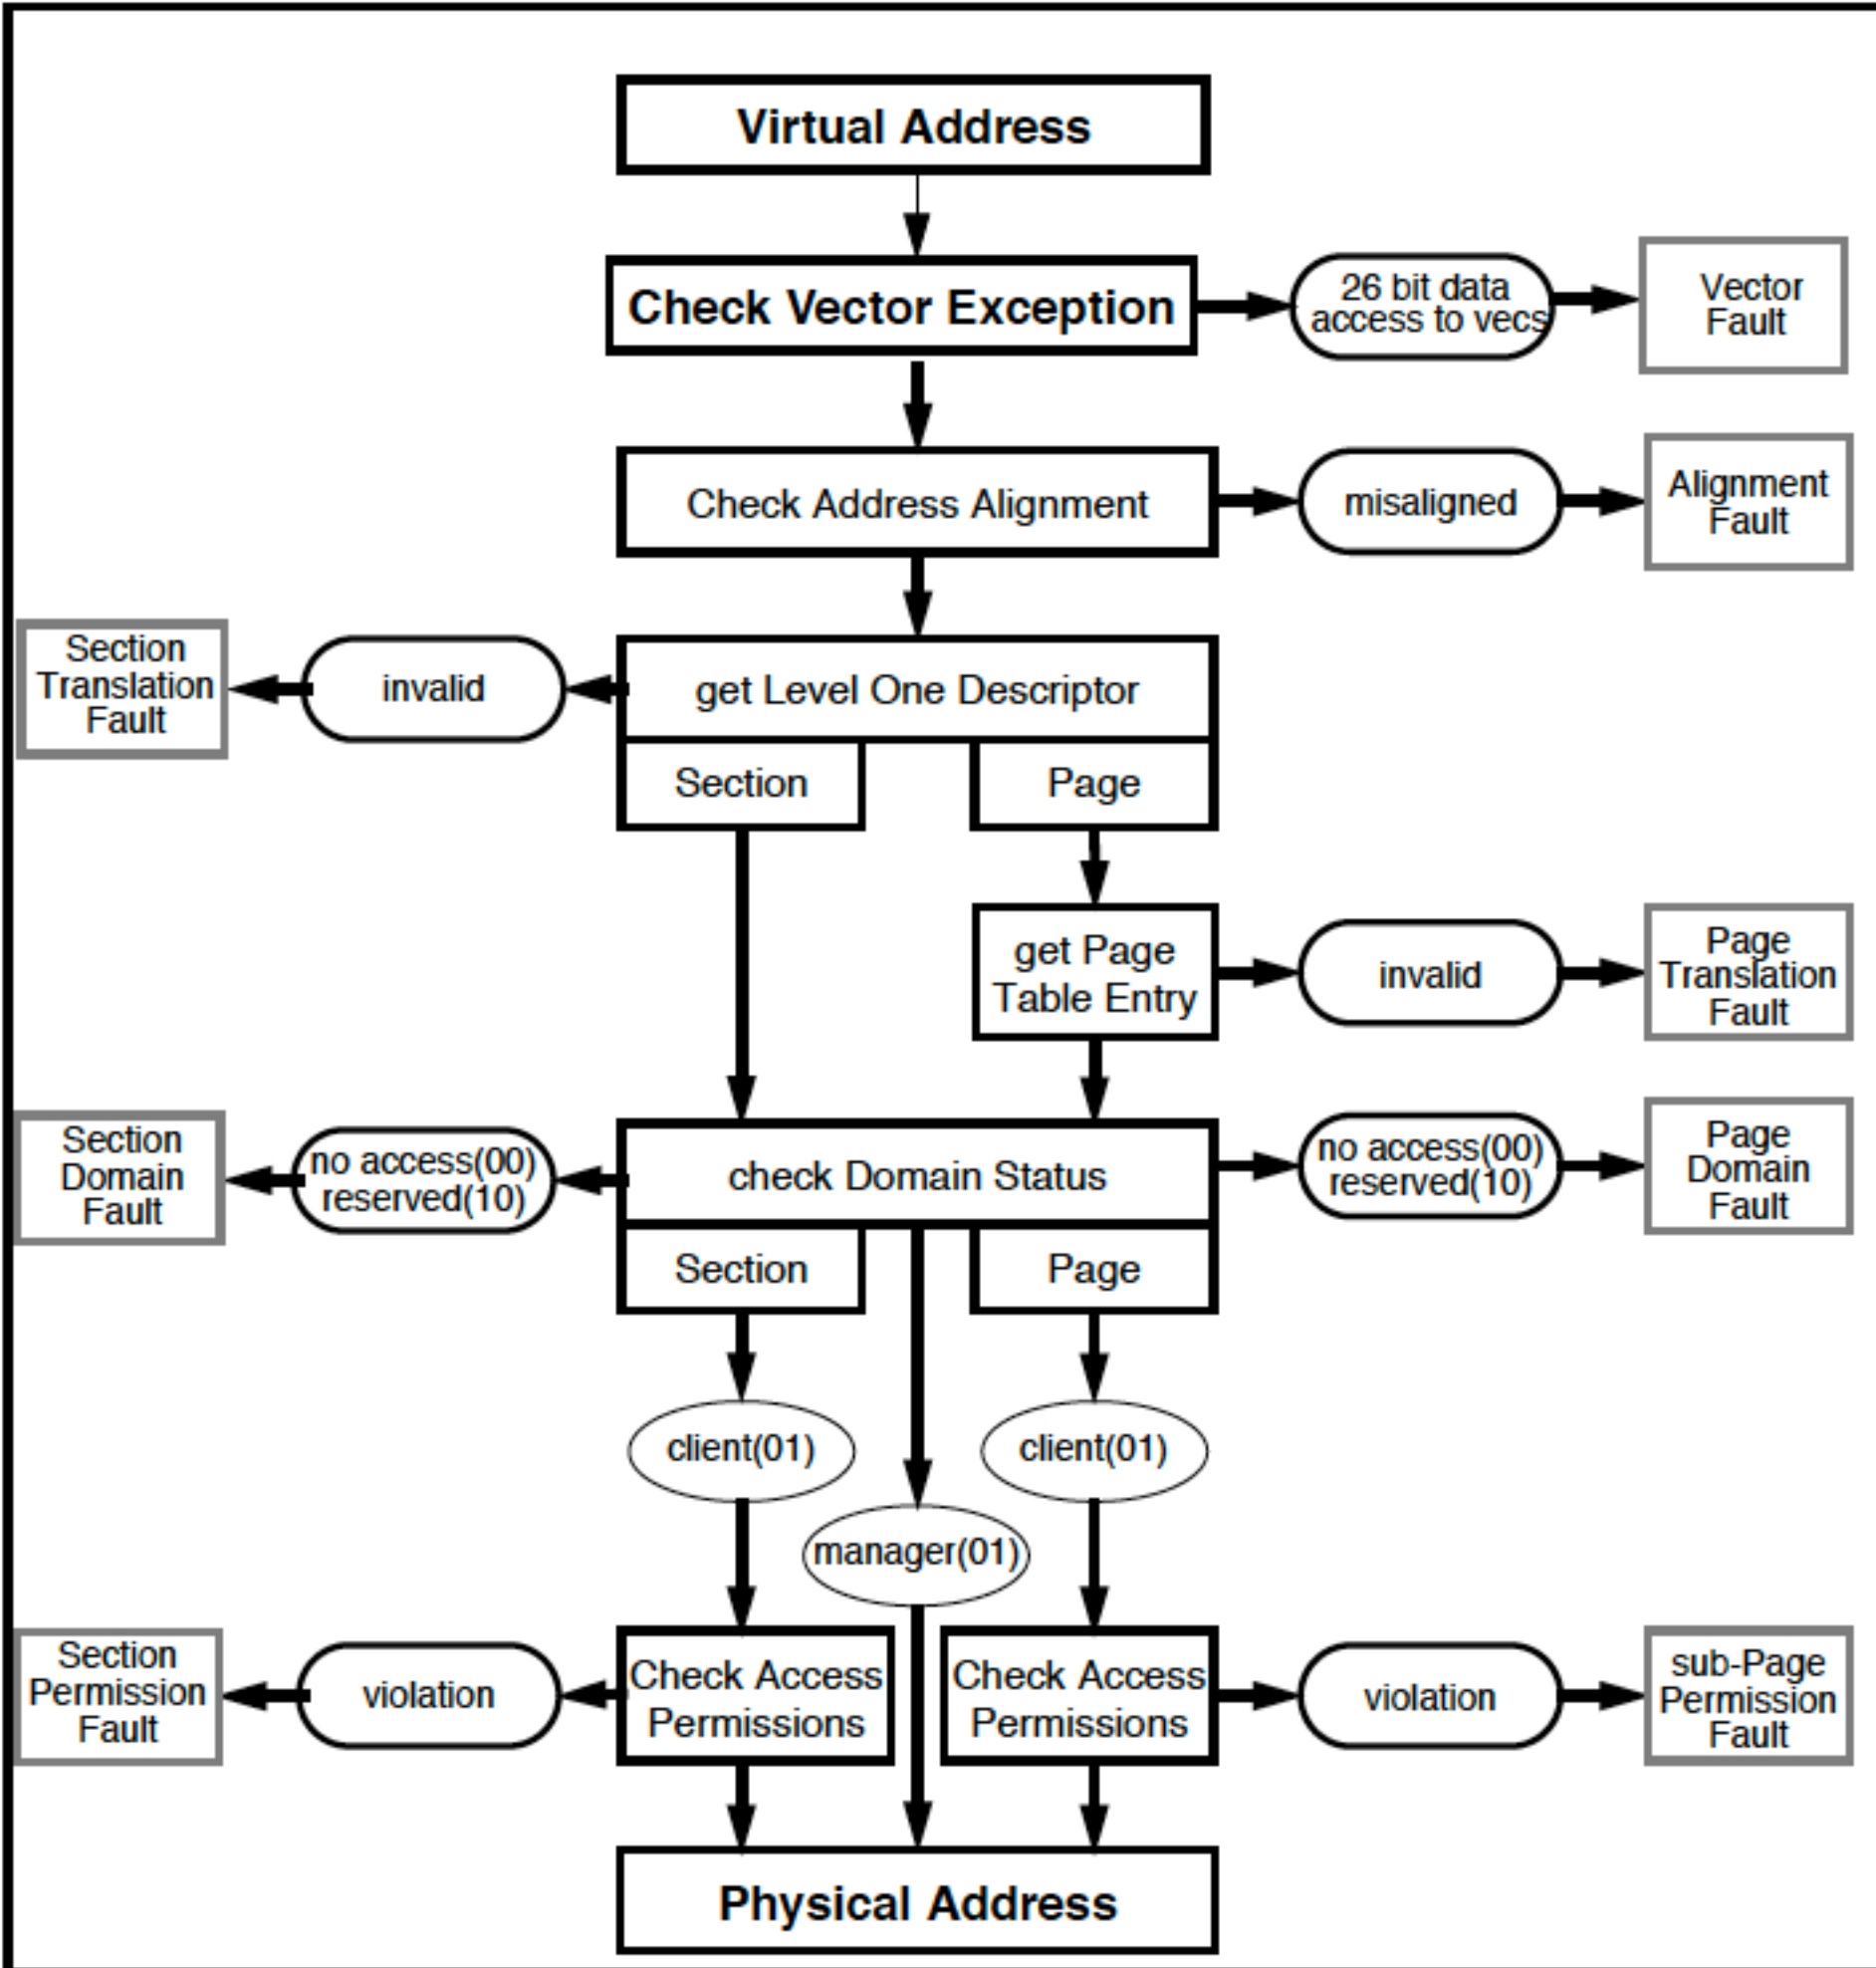 Virtual Address
Check Vector Exception
26 bit data
access to vecs
Vector
Fault
Check Address Alignment
misaligned
Alignment
Fault
Section
Translation
Fault
invalid
get Level One Descriptor
Section
Page
get Page
Table Entry
invalid
Page
Translation
Fault
Section
Domain
Fault
no access(00)
reserved(10)
check Domain Status
no access(00)
reserved(10)
Page
Domain
Fault
Section
Page
client(01)
client(01)
manager(01)
Section
Permission
Fault
violation
Check Access
Permissions
Check Access
Permissions
violation
sub-Page
Permission
Fault
Physical Address